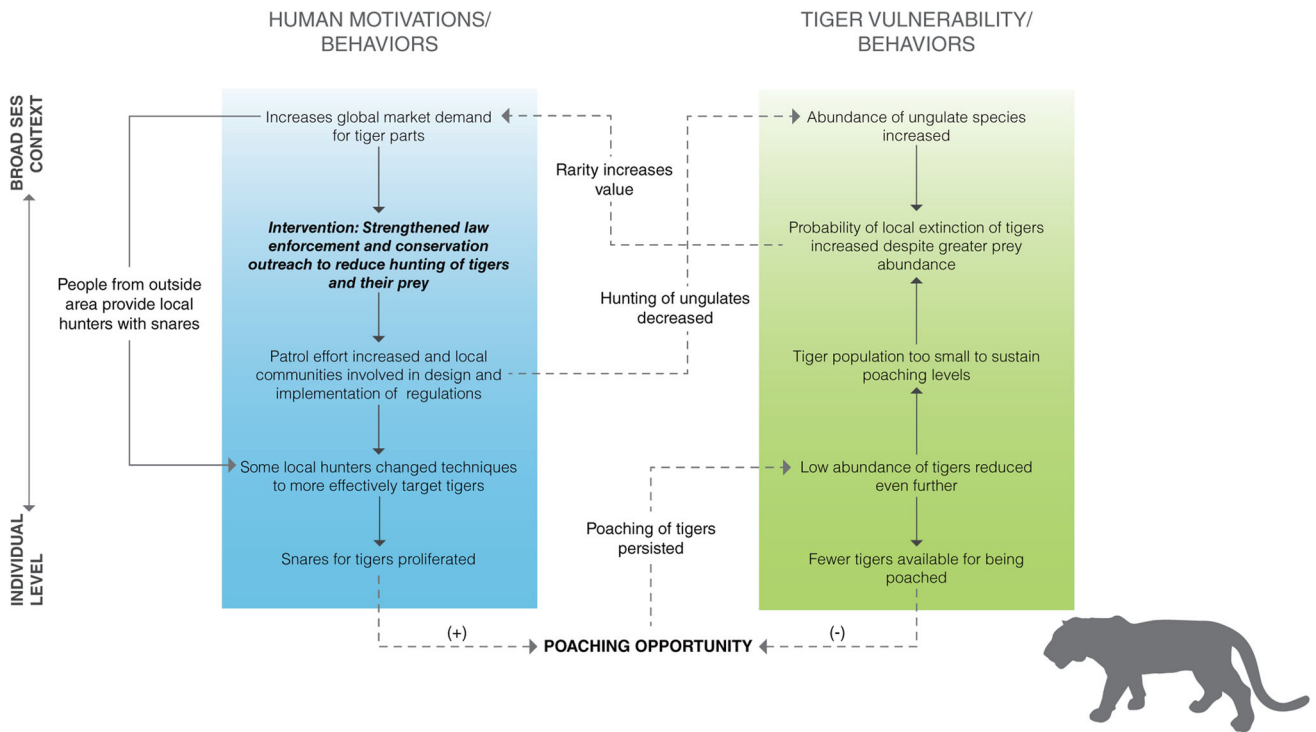 HUMAN MOTIVATIONS/
BEHAVIORS
TIGER VULNERABILITY/
BEHAVIORS
BROAD SES
CONTEXT
INDIVIDUAL
LEVEL
People from outside
area provide local
hunters with snares
Increases global market demand
for tiger parts
Intervention: Strengthened law
enforcement and conservation
outreach to reduce hunting of tigers
and their prey
Patrol effort increased and local
communities involved in design and
implementation of regulations
Some local hunters changed techniques
to more effectively target tigers
Snares for tigers proliferated
Rarity increases
value
Hunting of ungulates
decreased
Poaching of tigers
persisted
Abundance of ungulate species
increased
Probability of local extinction of tigers
increased despite greater prey
abundance
Tiger population too small to sustain
poaching levels
Low abundance of tigers reduced
even further
Fewer tigers available for being
poached
(+)
POACHING OPPORTUNITY
(-)